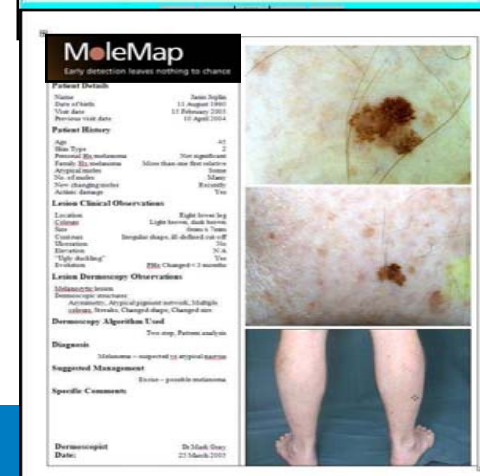 MoleMap
Early detection leaves nothing to chance
Patient Details
Name Janis Joplin
Date of birth 11 August 1960
Visit date 15 February 2005
Previous visit date 10 April 2004
Patient History
Age 45
Skin Type 2
Personal Hx melanoma Not significant
Family Hx melanoma More than one first relative
Atypical moles Some
No. of moles Many
New changing moles Recently
Actinic damage Yes
Lesion Clinical Observations
Location Right lower leg
Colours Light brown, dark brown
Size 6mm x 7mm
Contours Irregular shape, ill-defined cut off
Ulceration No
Elevation N/A
"Ugly duckling" Yes
Evolution PHx Changed < 3 months
Lesion Dermoscopy Observations
Melanocytic lesion
Dermoscopic structures
Asymmetry, Atypical pigment network, Multiple
colours, Streaks, Changed shape, Changed size
Dermoscopy Algorithm Used
Two step, Pattern analysis
Diagnosis
Melanoma – suspected vs atypical naevus
Suggested Management
Excise – possible melanoma
Specific Comments
Dermoscopist Dr Mark Gray
Date: 25 March 2005